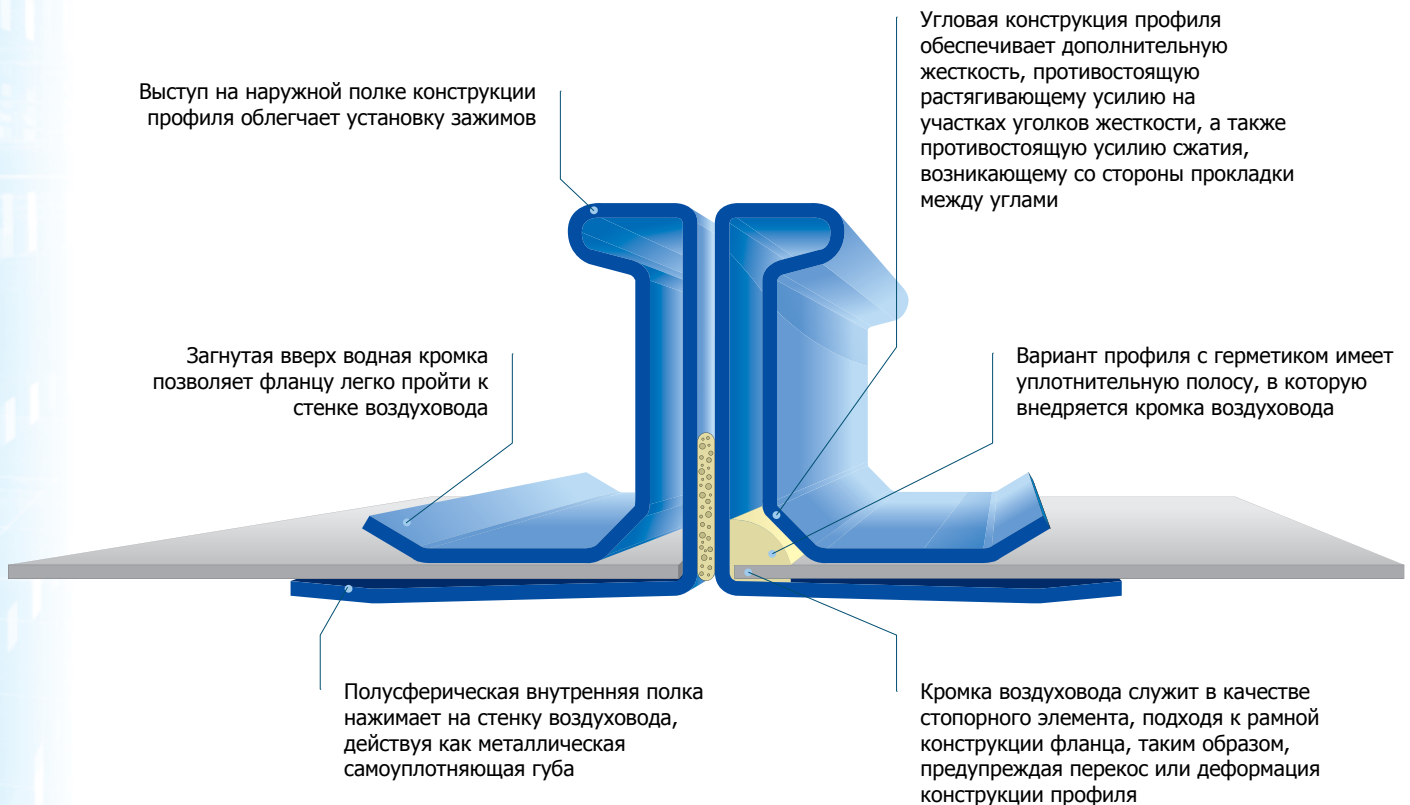 Выступ на наружной полке конструкции
профиля облегчает установку зажимов
Угловая конструкция профиля
обеспечивает дополнительную
жесткость, противостоящую
растягивающему усилию на
участках уголков жесткости, а также
противостоящую усилию сжатия,
возникающему со стороны прокладки
между углами
Загнутая вверх водная кромка
позволяет фланцу легко пройти к
стенке воздуховода
Вариант профиля с герметиком имеет
уплотнительную полосу, в которую
внедряется кромка воздуховода
Полусферическая внутренняя полка
нажимает на стенку воздуховода,
действуя как металлическая
самоуплотняющая губа
Кромка воздуховода служит в качестве
стопорного элемента, подходя к рамной
конструкции фланца, таким образом,
предупреждая перекос или деформация
конструкции профиля